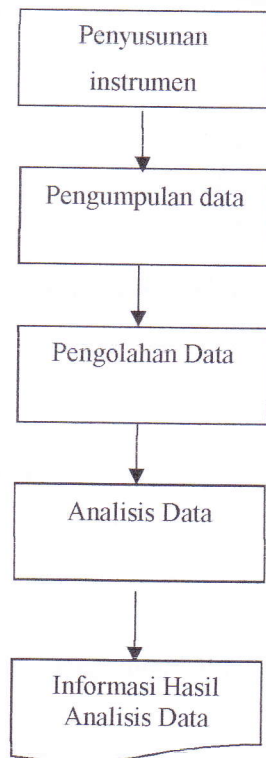 Penyusunan
instrumen
Pengumpulan data
Pengolahan Data
Analisis Data
Informasi Hasil
Analisis Data